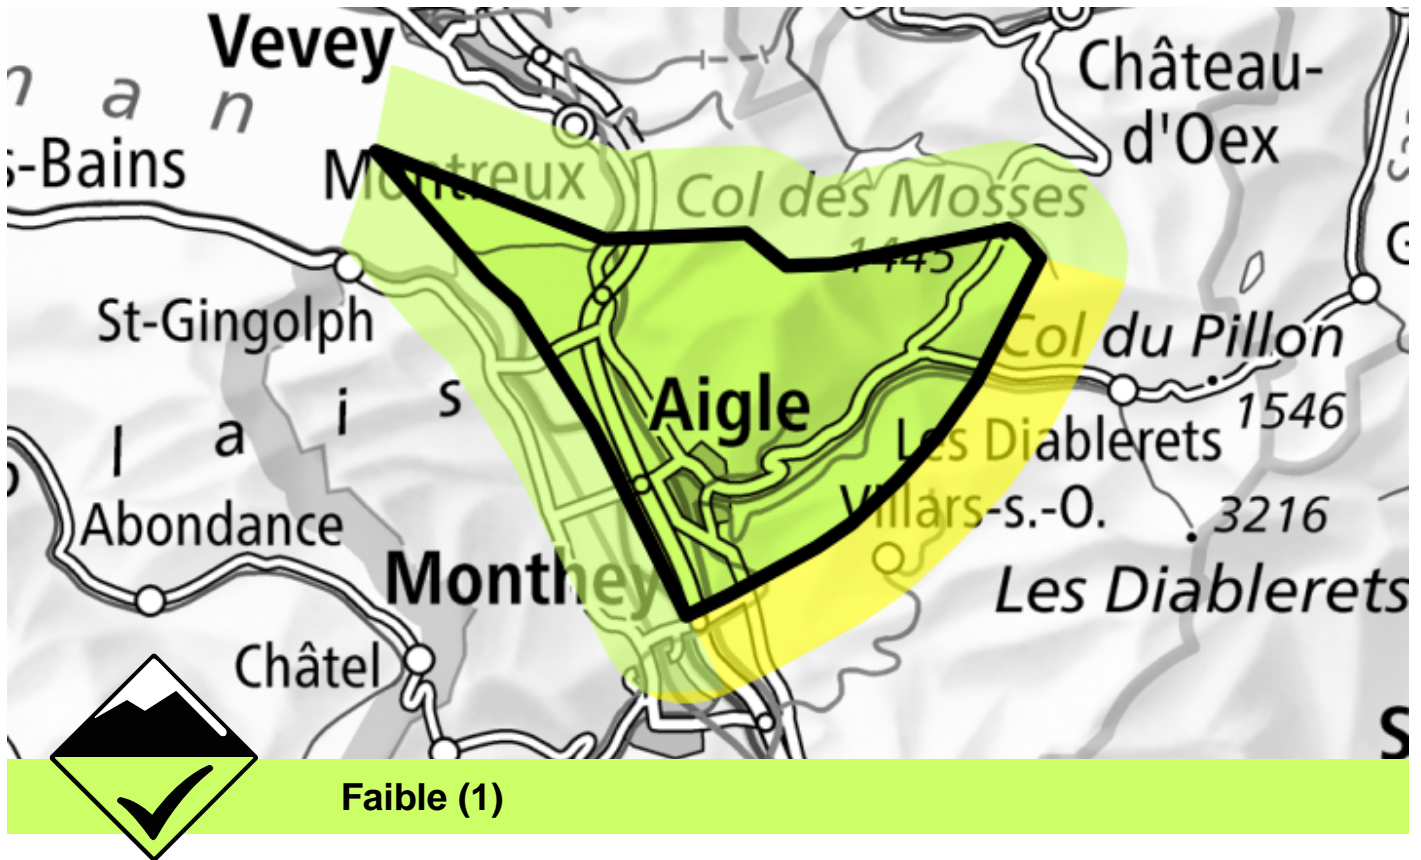 Vevey
Château-
d'Oex
m a n
s-Bains
Montreux
Col des Mosses
1445
St-Gingolph
Col du Pillon
1546
l a i s
Aigle
Les Diablerets
Abondance
Villars-s.-O.
3216
Monthey
Les Diablerets
Châtel
S
Faible (1)